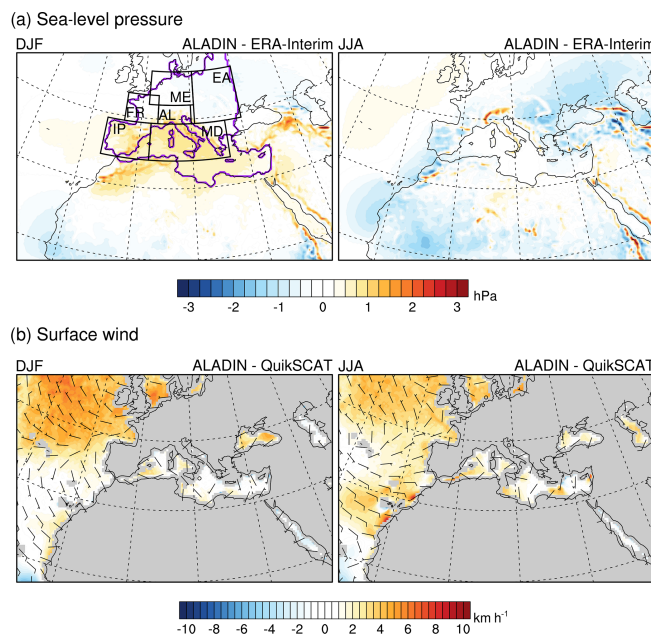 (a) Sea-level pressure
DJF ALADIN - ERA-Interim JJA ALADIN - ERA-Interim
EA
ME
FR AL
IP MD
-3 -2 -1 0 1 2 3 hPa
(b) Surface wind
DJF ALADIN - QuikSCAT JJA ALADIN - QuikSCAT
-10 -8 -6 -4 -2 0 2 4 6 8 10 km h⁻¹